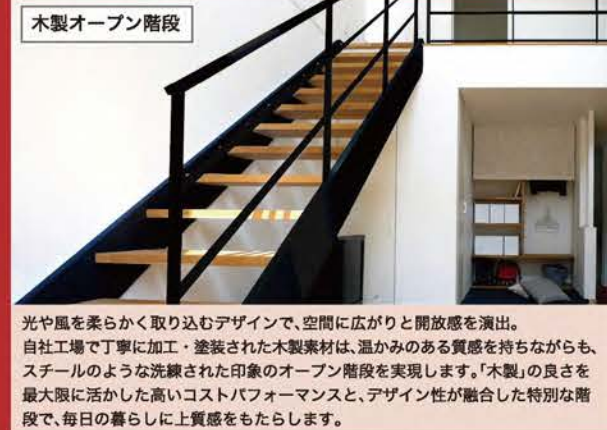 木製オープン階段
光や風を柔らかく取り込むデザインで、空間に広がりと開放感を演出。
自社工場で丁寧に加工・塗装された木製素材は、温かみのある質感を持ちながらも、
スチールのような洗練された印象のオープン階段を実現します。「木製」の良さを
最大限に活かした高いコストパフォーマンスと、デザイン性が融合した特別な階
段で、毎日の暮らしに上質感をもたらします。